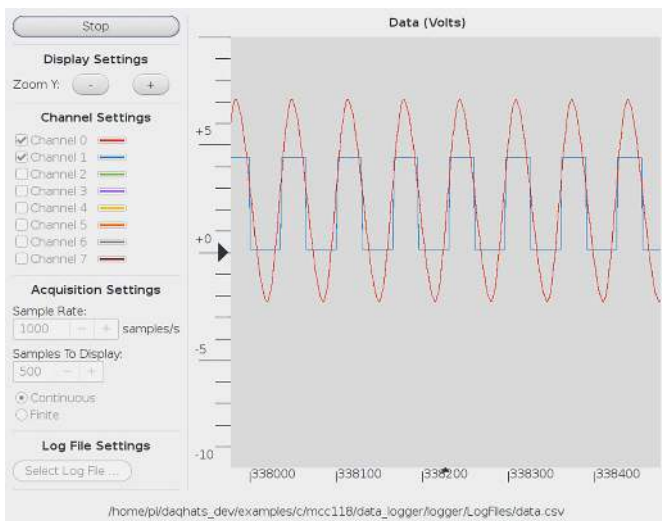 Stop
Display Settings
Zoom Y: - +
Channel Settings
Channel 0
Channel 1
Channel 2
Channel 3
Channel 4
Channel 5
Channel 6
Channel 7
Acquisition Settings
Sample Rate:
1000 - + samples/s
Samples To Display:
500 - +
Continuous
Finite
Log File Settings
Select Log File ...
Data (Volts)
+5
+0
-5
-10
338000 338100 338200 338300 338400
/home/pi/daqhats_dev/examples/c/mcc118/data_logger/logger/LogFiles/data.csv